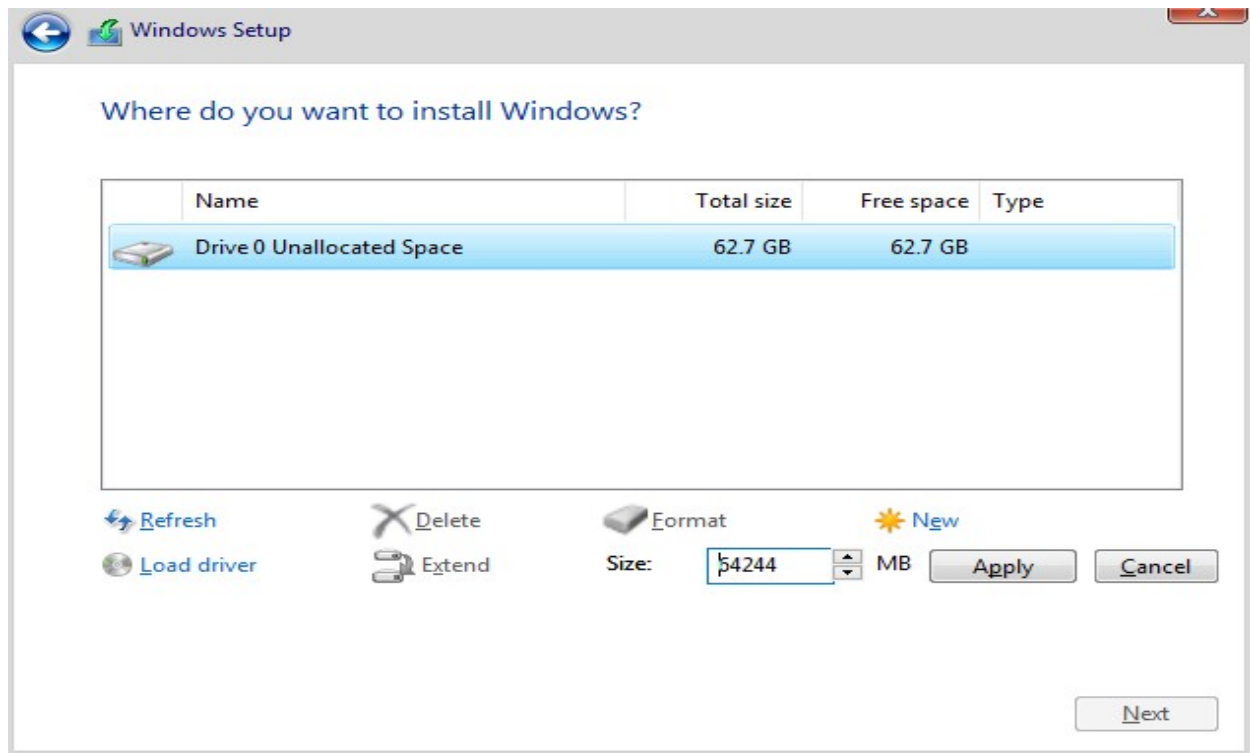 Windows Setup
Where do you want to install Windows?
Name Total size Free space Type
Drive 0 Unallocated Space 62.7 GB 62.7 GB
Refresh Delete Format New
Load driver Extend Size: 64244 MB Apply Cancel
Next